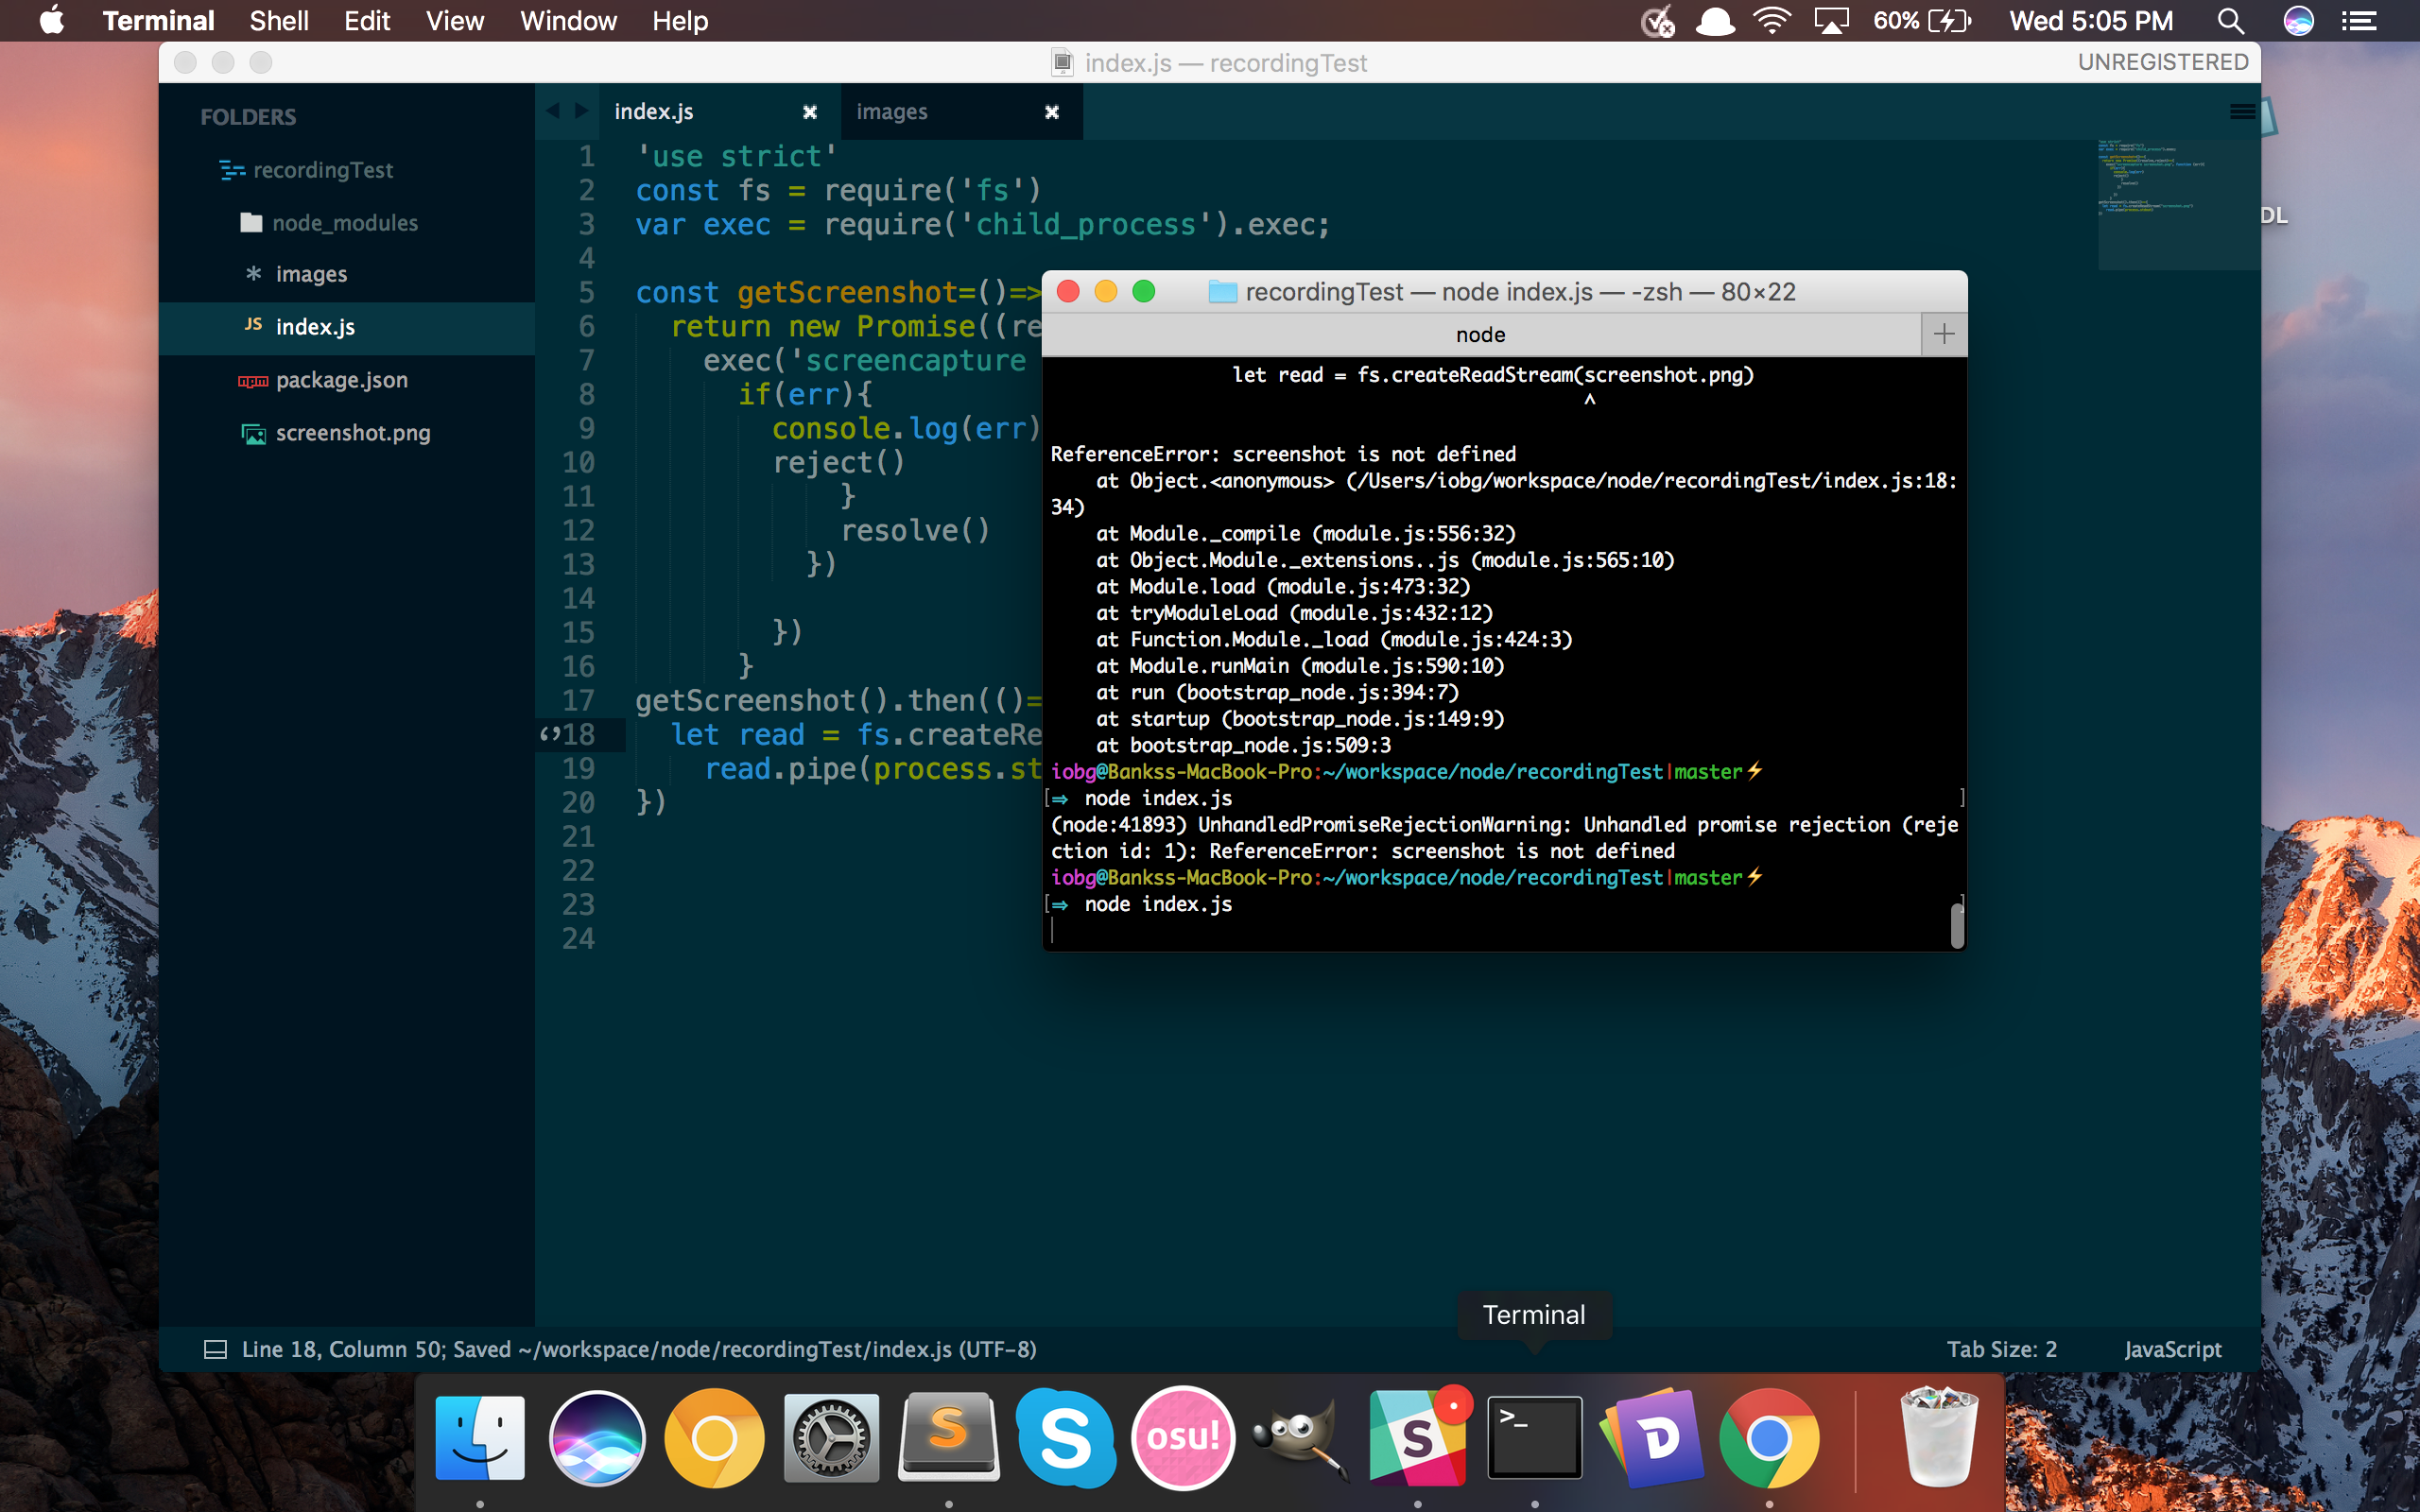 Terminal Shell Edit View Window Help 60% Wed 5:05 PM
index.js — recordingTest UNREGISTERED
FOLDERS
recordingTest
node_modules
* images
JS index.js
package.json
screenshot.png
index.js images
1 'use strict'
2 const fs = require('fs')
3 var exec = require('child_process').exec;
4
5 const getScreenshot=()=>
6 return new Promise((re
7 exec('screencapture
8 if(err){
9 console.log(err)
10 reject()
11 }
12 resolve()
13 })
14
15 })
16 }
17 getScreenshot().then(()=
18 let read = fs.createRe
19 read.pipe(process.st
20 })
21
22
23
24
recordingTest — node index.js — -zsh — 80×22
node
let read = fs.createReadStream(screenshot.png)
^
ReferenceError: screenshot is not defined
at Object.<anonymous> (/Users/iobg/workspace/node/recordingTest/index.js:18:
34)
at Module._compile (module.js:556:32)
at Object.Module._extensions..js (module.js:565:10)
at Module.load (module.js:473:32)
at tryModuleLoad (module.js:432:12)
at Function.Module._load (module.js:424:3)
at Module.runMain (module.js:590:10)
at run (bootstrap_node.js:394:7)
at startup (bootstrap_node.js:149:9)
at bootstrap_node.js:509:3
iobg@Bankss-MacBook-Pro:~/workspace/node/recordingTest|master⚡
[⇒ node index.js ]
(node:41893) UnhandledPromiseRejectionWarning: Unhandled promise rejection (reje
ction id: 1): ReferenceError: screenshot is not defined
iobg@Bankss-MacBook-Pro:~/workspace/node/recordingTest|master⚡
[⇒ node index.js ]
DL
Terminal
Line 18, Column 50; Saved ~/workspace/node/recordingTest/index.js (UTF-8) Tab Size: 2 JavaScript
osu!